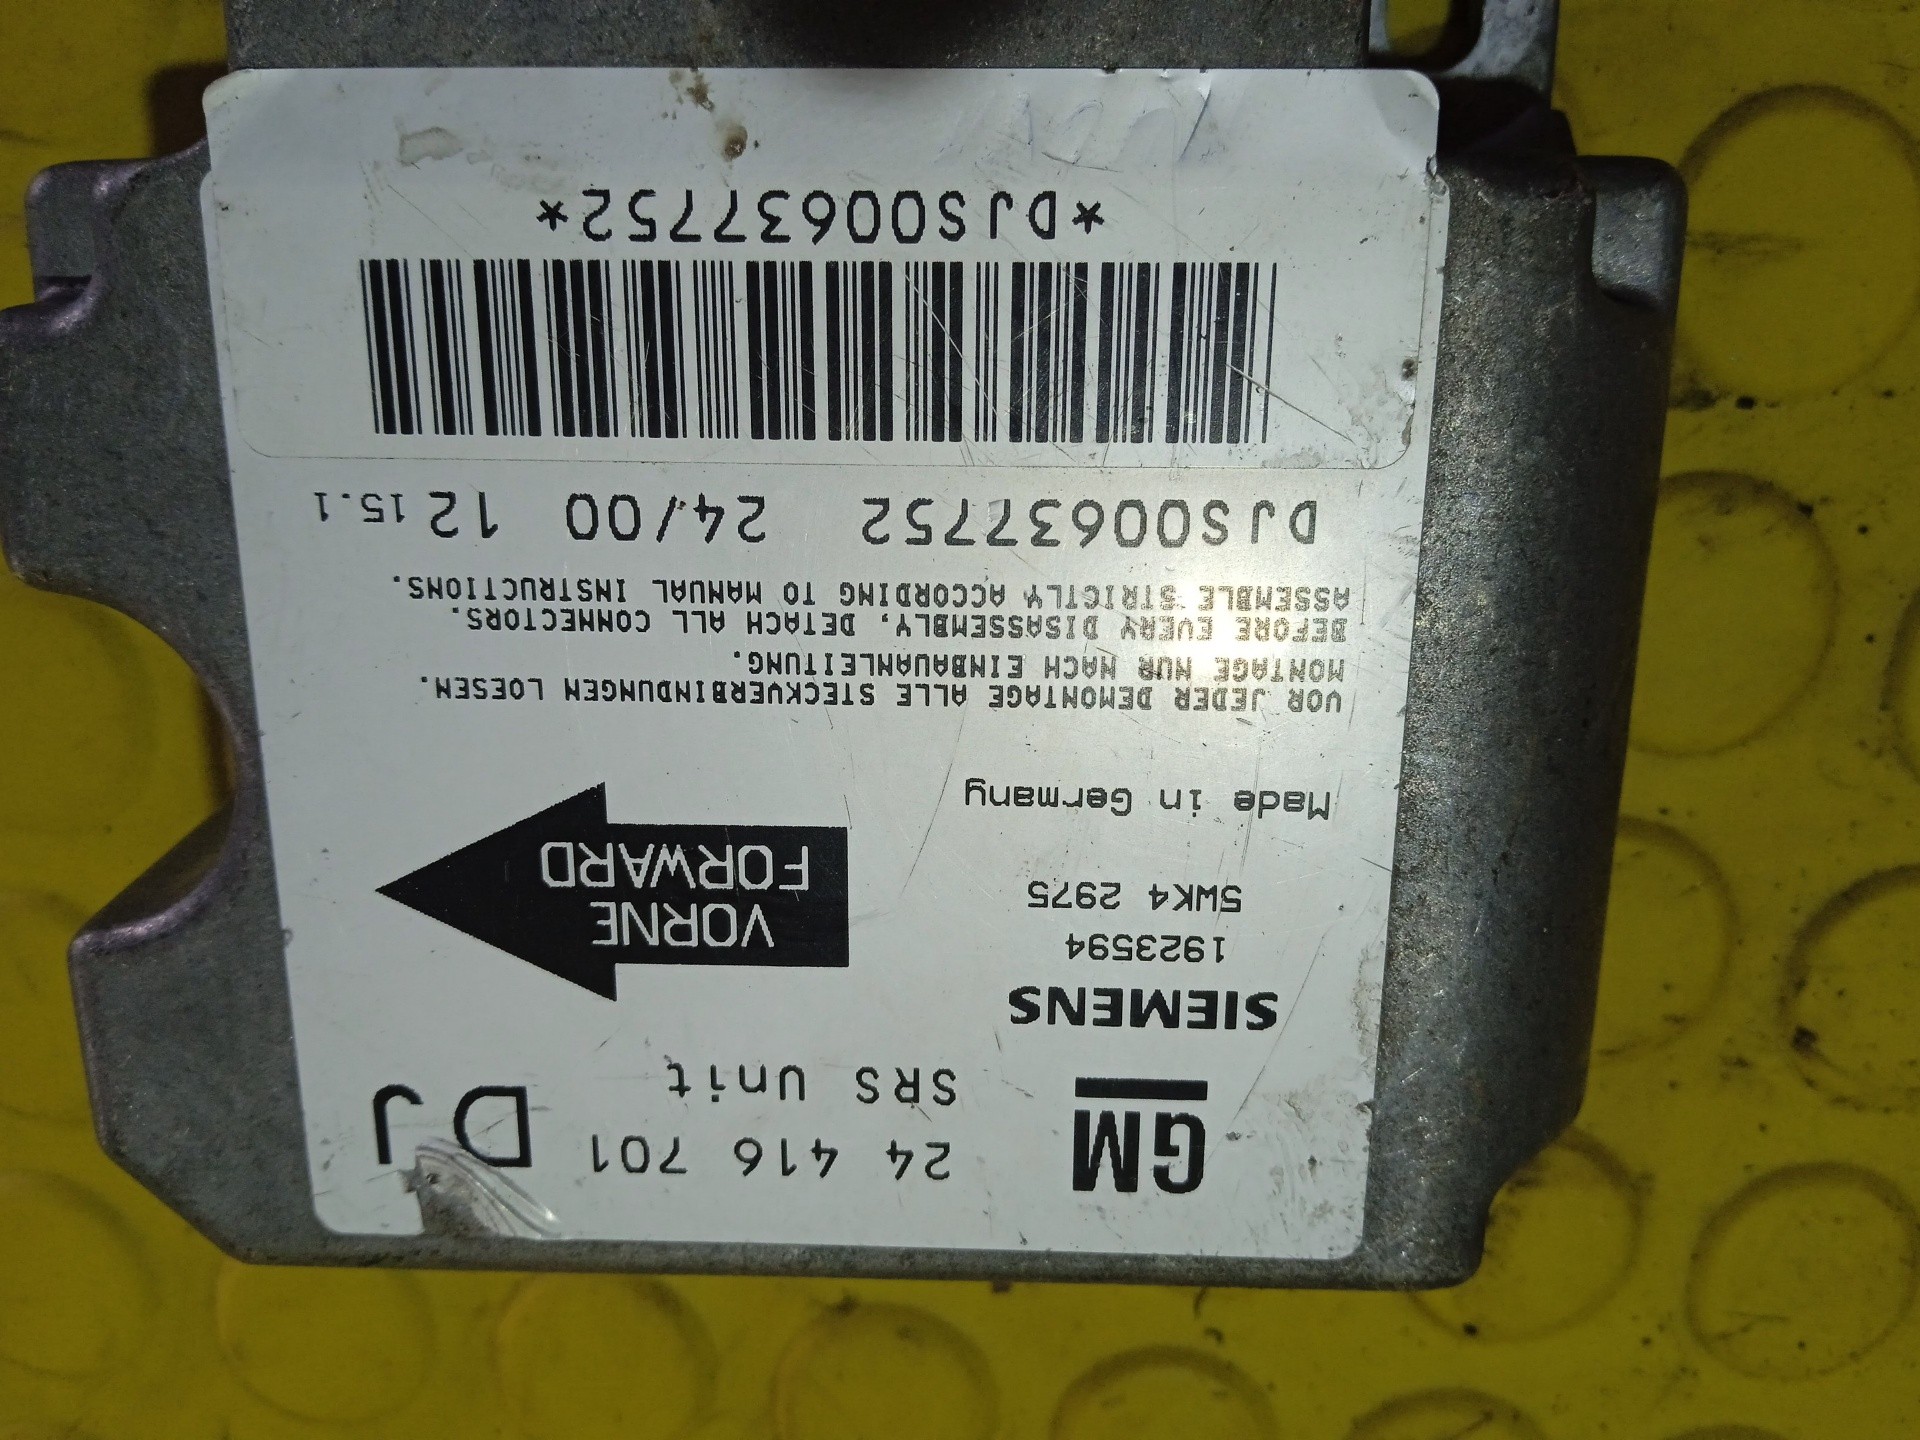 GM
24 416 701 DJ
SRS Unit
SIEMENS
1923594
5WK4 2975
VORNE
FORWARD
Made in Germany
VOR JEDER DEMONTAGE ALLE STECKVERBINDUNGEN LOESEN.
MONTAGE NUR NACH EINBAUANLEITUNG.
BEFORE EVERY DISASSEMBLY, DETACH ALL CONNECTORS.
ASSEMBLE STRICTLY ACCORDING TO MANUAL INSTRUCTIONS.
DJS00637752 24/00 12 15.1
*DJS00637752*